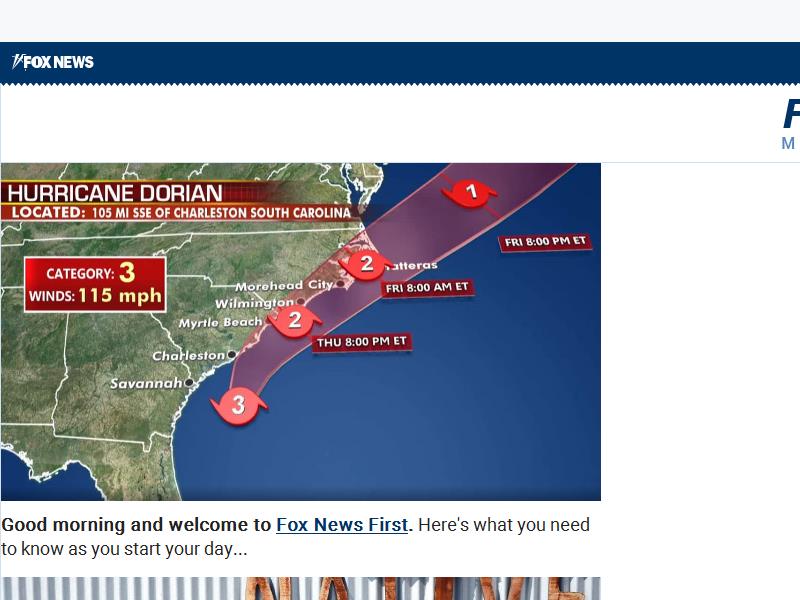 FOX NEWS
F
M
HURRICANE DORIAN
LOCATED: 105 MI SSE OF CHARLESTON SOUTH CAROLINA
1
FRI 8:00 PM ET
CATEGORY: 3
WINDS: 115 mph
2
atteras
Morehead City
FRI 8:00 AM ET
Wilmington
Myrtle Beach
2
THU 8:00 PM ET
Charleston
Savannah
3
Good morning and welcome to Fox News First. Here's what you need
to know as you start your day...